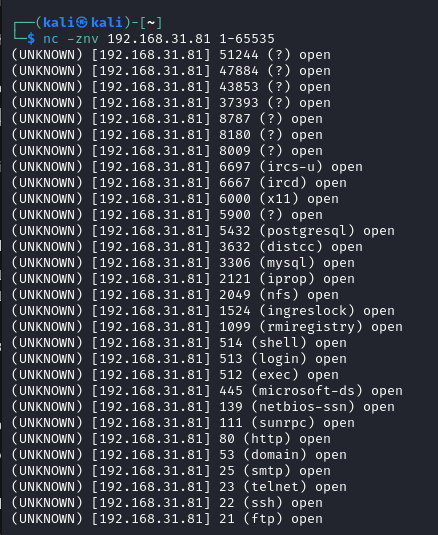 ┌──(kali㉿kali)-[~]
└─$ nc -znv 192.168.31.81 1-65535
(UNKNOWN) [192.168.31.81] 51244 (?) open
(UNKNOWN) [192.168.31.81] 47884 (?) open
(UNKNOWN) [192.168.31.81] 43853 (?) open
(UNKNOWN) [192.168.31.81] 37393 (?) open
(UNKNOWN) [192.168.31.81] 8787 (?) open
(UNKNOWN) [192.168.31.81] 8180 (?) open
(UNKNOWN) [192.168.31.81] 8009 (?) open
(UNKNOWN) [192.168.31.81] 6697 (ircs-u) open
(UNKNOWN) [192.168.31.81] 6667 (ircd) open
(UNKNOWN) [192.168.31.81] 6000 (x11) open
(UNKNOWN) [192.168.31.81] 5900 (?) open
(UNKNOWN) [192.168.31.81] 5432 (postgresql) open
(UNKNOWN) [192.168.31.81] 3632 (distcc) open
(UNKNOWN) [192.168.31.81] 3306 (mysql) open
(UNKNOWN) [192.168.31.81] 2121 (iprop) open
(UNKNOWN) [192.168.31.81] 2049 (nfs) open
(UNKNOWN) [192.168.31.81] 1524 (ingreslock) open
(UNKNOWN) [192.168.31.81] 1099 (rmiregistry) open
(UNKNOWN) [192.168.31.81] 514 (shell) open
(UNKNOWN) [192.168.31.81] 513 (login) open
(UNKNOWN) [192.168.31.81] 512 (exec) open
(UNKNOWN) [192.168.31.81] 445 (microsoft-ds) open
(UNKNOWN) [192.168.31.81] 139 (netbios-ssn) open
(UNKNOWN) [192.168.31.81] 111 (sunrpc) open
(UNKNOWN) [192.168.31.81] 80 (http) open
(UNKNOWN) [192.168.31.81] 53 (domain) open
(UNKNOWN) [192.168.31.81] 25 (smtp) open
(UNKNOWN) [192.168.31.81] 23 (telnet) open
(UNKNOWN) [192.168.31.81] 22 (ssh) open
(UNKNOWN) [192.168.31.81] 21 (ftp) open